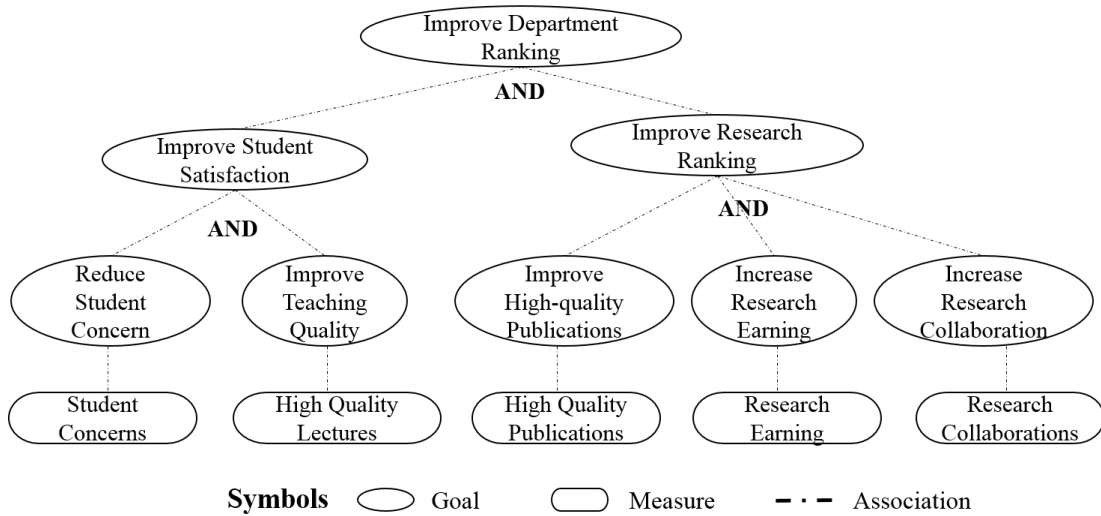 Improve Department
Ranking
AND
Improve Student
Satisfaction
Improve Research
Ranking
AND
AND
Reduce
Student
Concern
Improve
Teaching
Quality
Improve
High-quality
Publications
Increase
Research
Earning
Increase
Research
Collaboration
Student
Concerns
High Quality
Lectures
High Quality
Publications
Research
Earning
Research
Collaborations
Symbols
Goal
Measure
Association